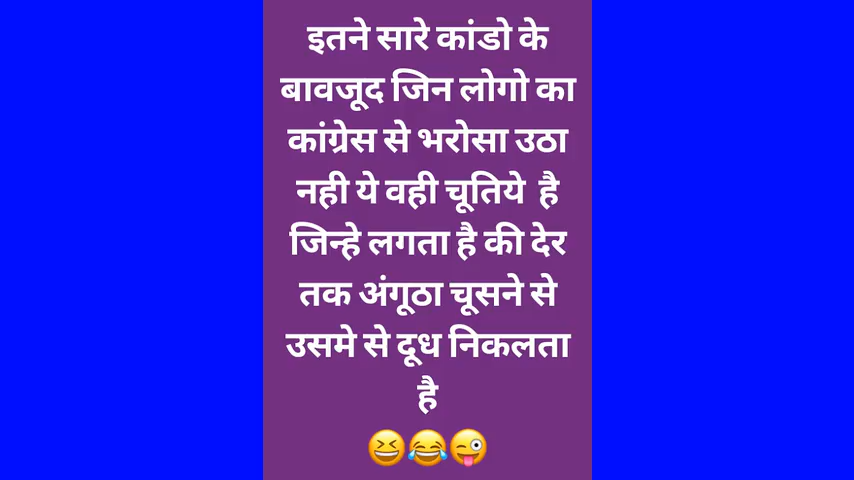 इतने सारे कांडो के
बावजूद जिन लोगो का
कांग्रेस से भरोसा उठा
नही ये वही चूतिये है
जिन्हे लगता है की देर
तक अंगूठा चूसने से
उसमे से दूध निकलता
है
😆😂😜